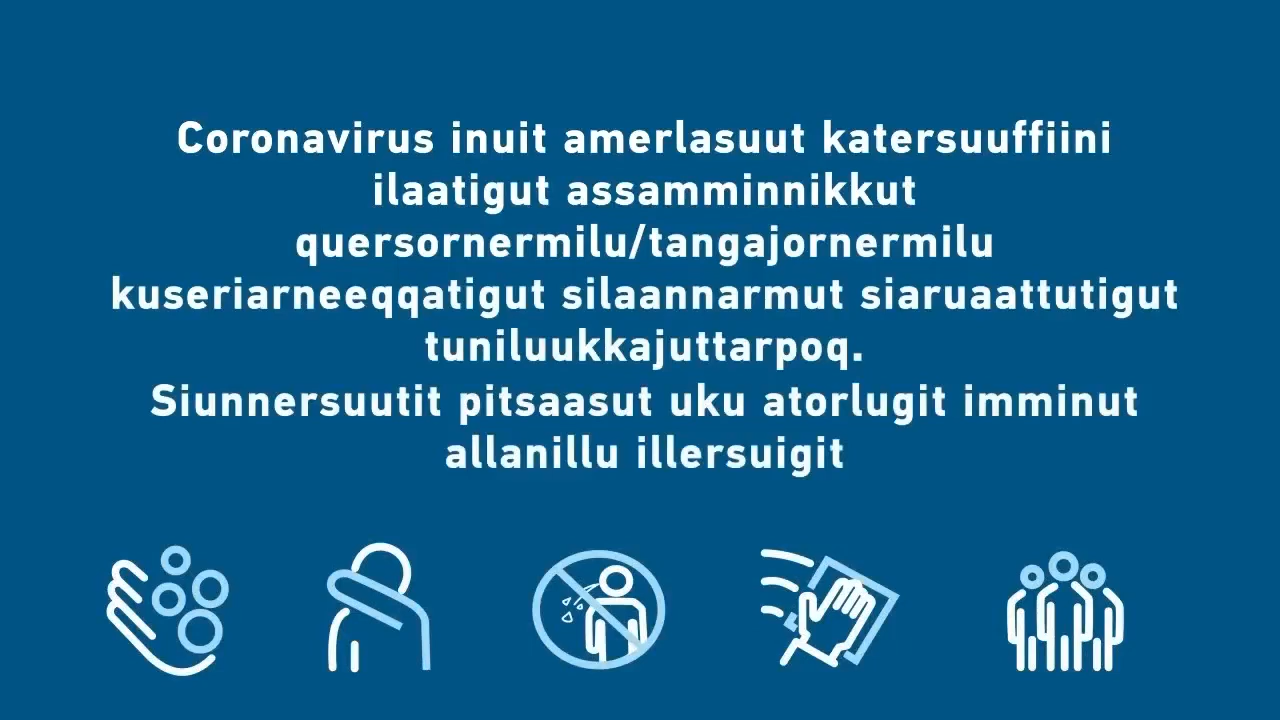 Coronavirus inuit amerlasuut katersuuffiini
ilaatigut assamminnikkut
quersornermilu/tangajornermilu
kuseriarneeqqatigut silaannarmut siaruaattutigut
tuniluukkajuttarpoq.
Siunnersuutit pitsaasut uku atorlugit imminut
allanillu illersuigit